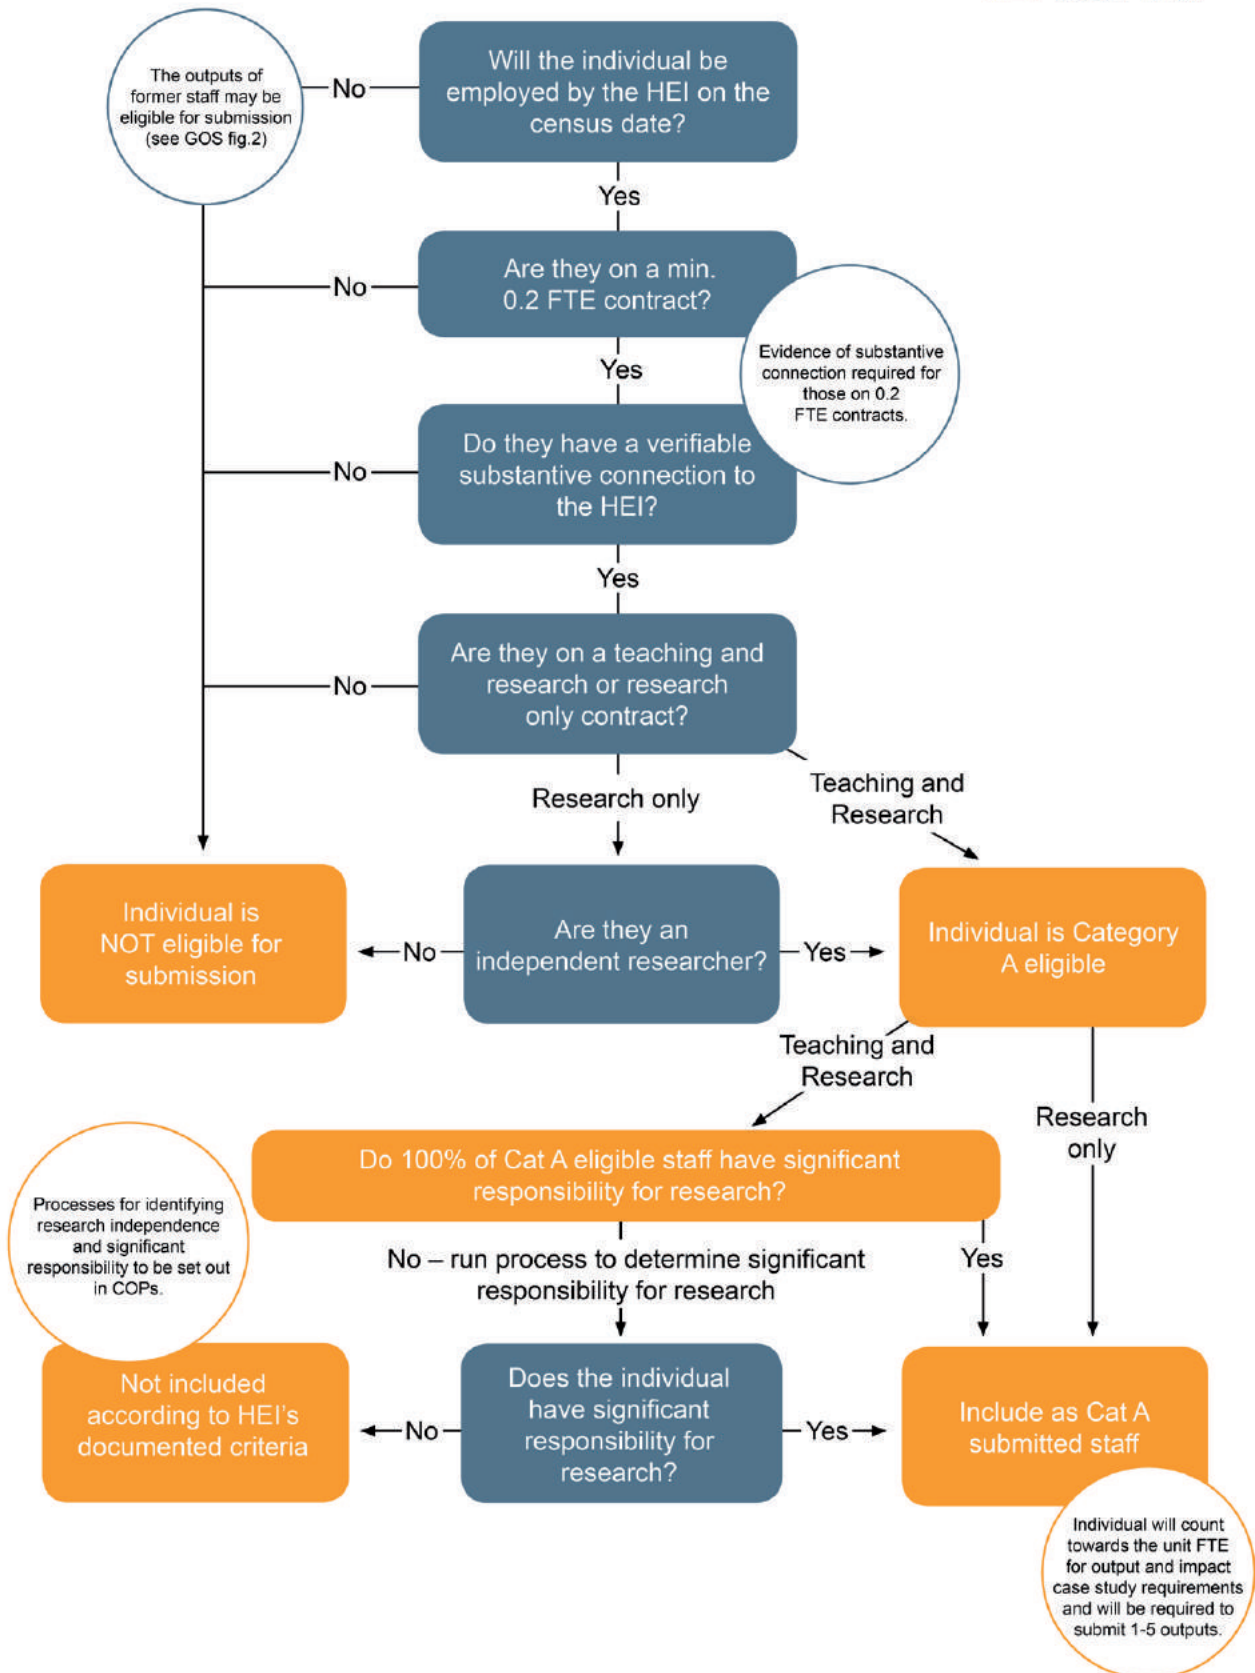 The outputs of
former staff may be
eligible for submission
(see GOS fig.2)
No
Will the individual be
employed by the HEI on the
census date?
Yes
No
Are they on a min.
0.2 FTE contract?
Evidence of substantive
connection required for
those on 0.2
FTE contracts.
Yes
No
Do they have a verifiable
substantive connection to
the HEI?
Yes
No
Are they on a teaching and
research or research
only contract?
Research only
Teaching and
Research
Individual is
NOT eligible for
submission
No
Are they an
independent researcher?
Yes
Individual is Category
A eligible
Teaching and
Research
Research
only
Do 100% of Cat A eligible staff have significant
responsibility for research?
Processes for identifying
research independence
and significant
responsibility to be set out
in COPs.
No – run process to determine significant
responsibility for research
Yes
Not included
according to HEI's
documented criteria
No
Does the individual
have significant
responsibility for
research?
Yes
Include as Cat A
submitted staff
Individual will count
towards the unit FTE
for output and impact
case study requirements
and will be required to
submit 1-5 outputs.